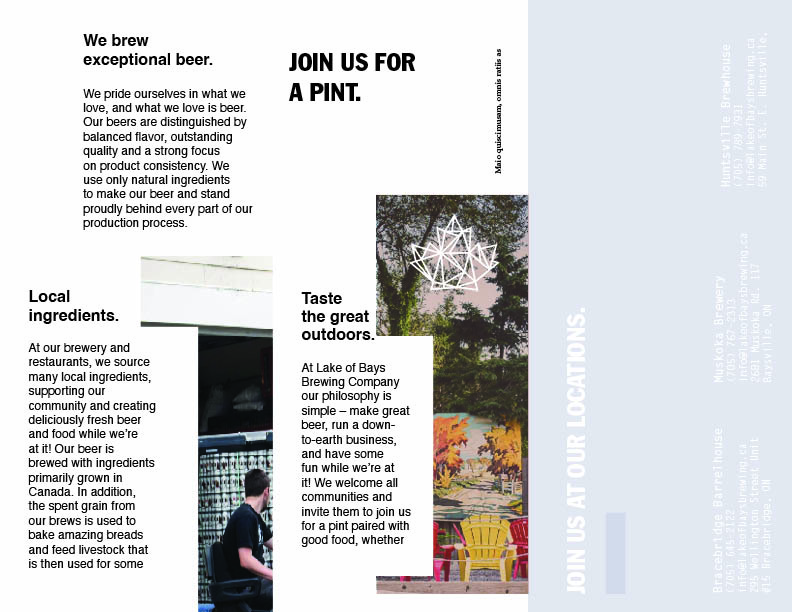 We brew
exceptional beer.
We pride ourselves in what we
love, and what we love is beer.
Our beers are distinguished by
balanced flavor, outstanding
quality and a strong focus
on product consistency. We
use only natural ingredients
to make our beer and stand
proudly behind every part of our
production process.
Local
ingredients.
At our brewery and
restaurants, we source
many local ingredients,
supporting our
community and creating
deliciously fresh beer
and food while we’re
at it! Our beer is
brewed with ingredients
primarily grown in
Canada. In addition,
the spent grain from
our brews is used to
bake amazing breads
and feed livestock that
is then used for some
JOIN US FOR
A PINT.
Maio quiscimusam, omnis ratiis as
Taste
the great
outdoors.
At Lake of Bays
Brewing Company
our philosophy is
simple – make great
beer, run a down-
to-earth business,
and have some
fun while we’re at
it! We welcome all
communities and
invite them to join us
for a pint paired with
good food, whether
JOIN US AT OUR LOCATIONS.
Bracebridge Barrelhouse
(705) 645-3122
info@lakeofbaysbrewing.ca
295 Wellington Street Unit
#15 Bracebridge, ON
Muskoka Brewery
(705) 767-2313
info@lakeofbaysbrewing.ca
2681 Muskoka Rd. 117
Baysville, ON
Huntsville Brewhouse
(705) 789-7931
info@lakeofbaysbrewing.ca
59 Main St. E. Huntsville,